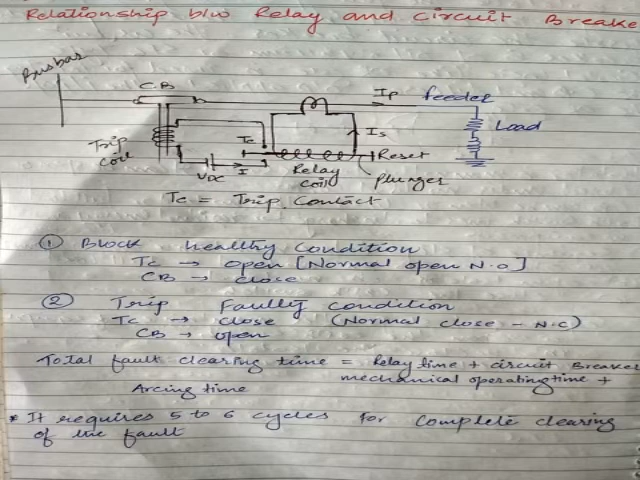 Relationship b/w Relay and Circuit Breake
Busbar
C.B
Ip feeder
Load
Trip coil
Tc
Is
Reset
VDC I
Relay coil
plunger
Tc = Trip Contact
① Block healthy condition
Tc → open [Normal open N.O]
CB → close
② Trip Faulty condition
Tc → close (Normal close - N.C)
CB → open
Total fault clearing time = Relay time + circuit Breaker
mechanical operating time +
Arcing time
* It requires 5 to 6 cycles for complete clearing
of the fault